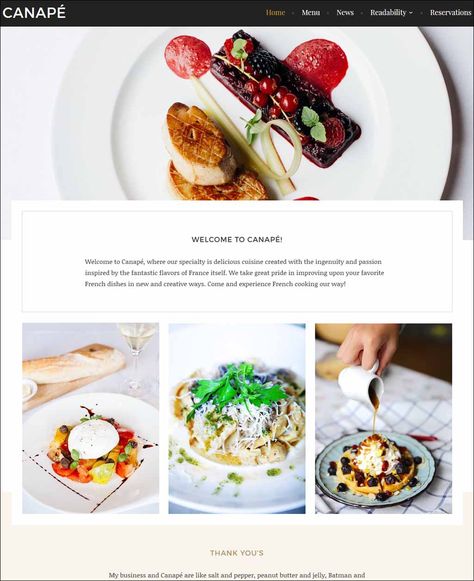 CANAPÉ
Home
Menu
News
Readability
Reservations
WELCOME TO CANAPÉ!
Welcome to Canapé, where our specialty is delicious cuisine created with the ingenuity and passion
inspired by the fantastic flavors of France itself. We take great pride in improving upon your favorite
French dishes in new and creative ways. Come and experience French cooking our way!
THANK YOU'S
My business and Canapé are like salt and pepper, peanut butter and jelly, Batman and